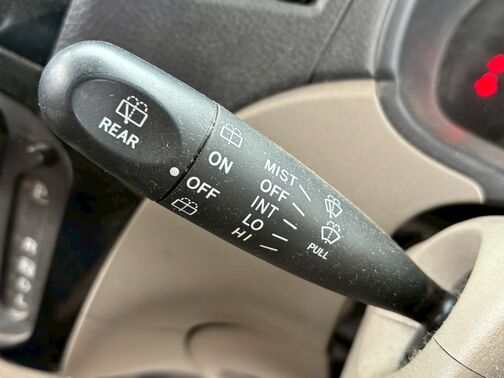 REAR
ON
OFF
MIST
OFF
INT
LO
HI
PULL